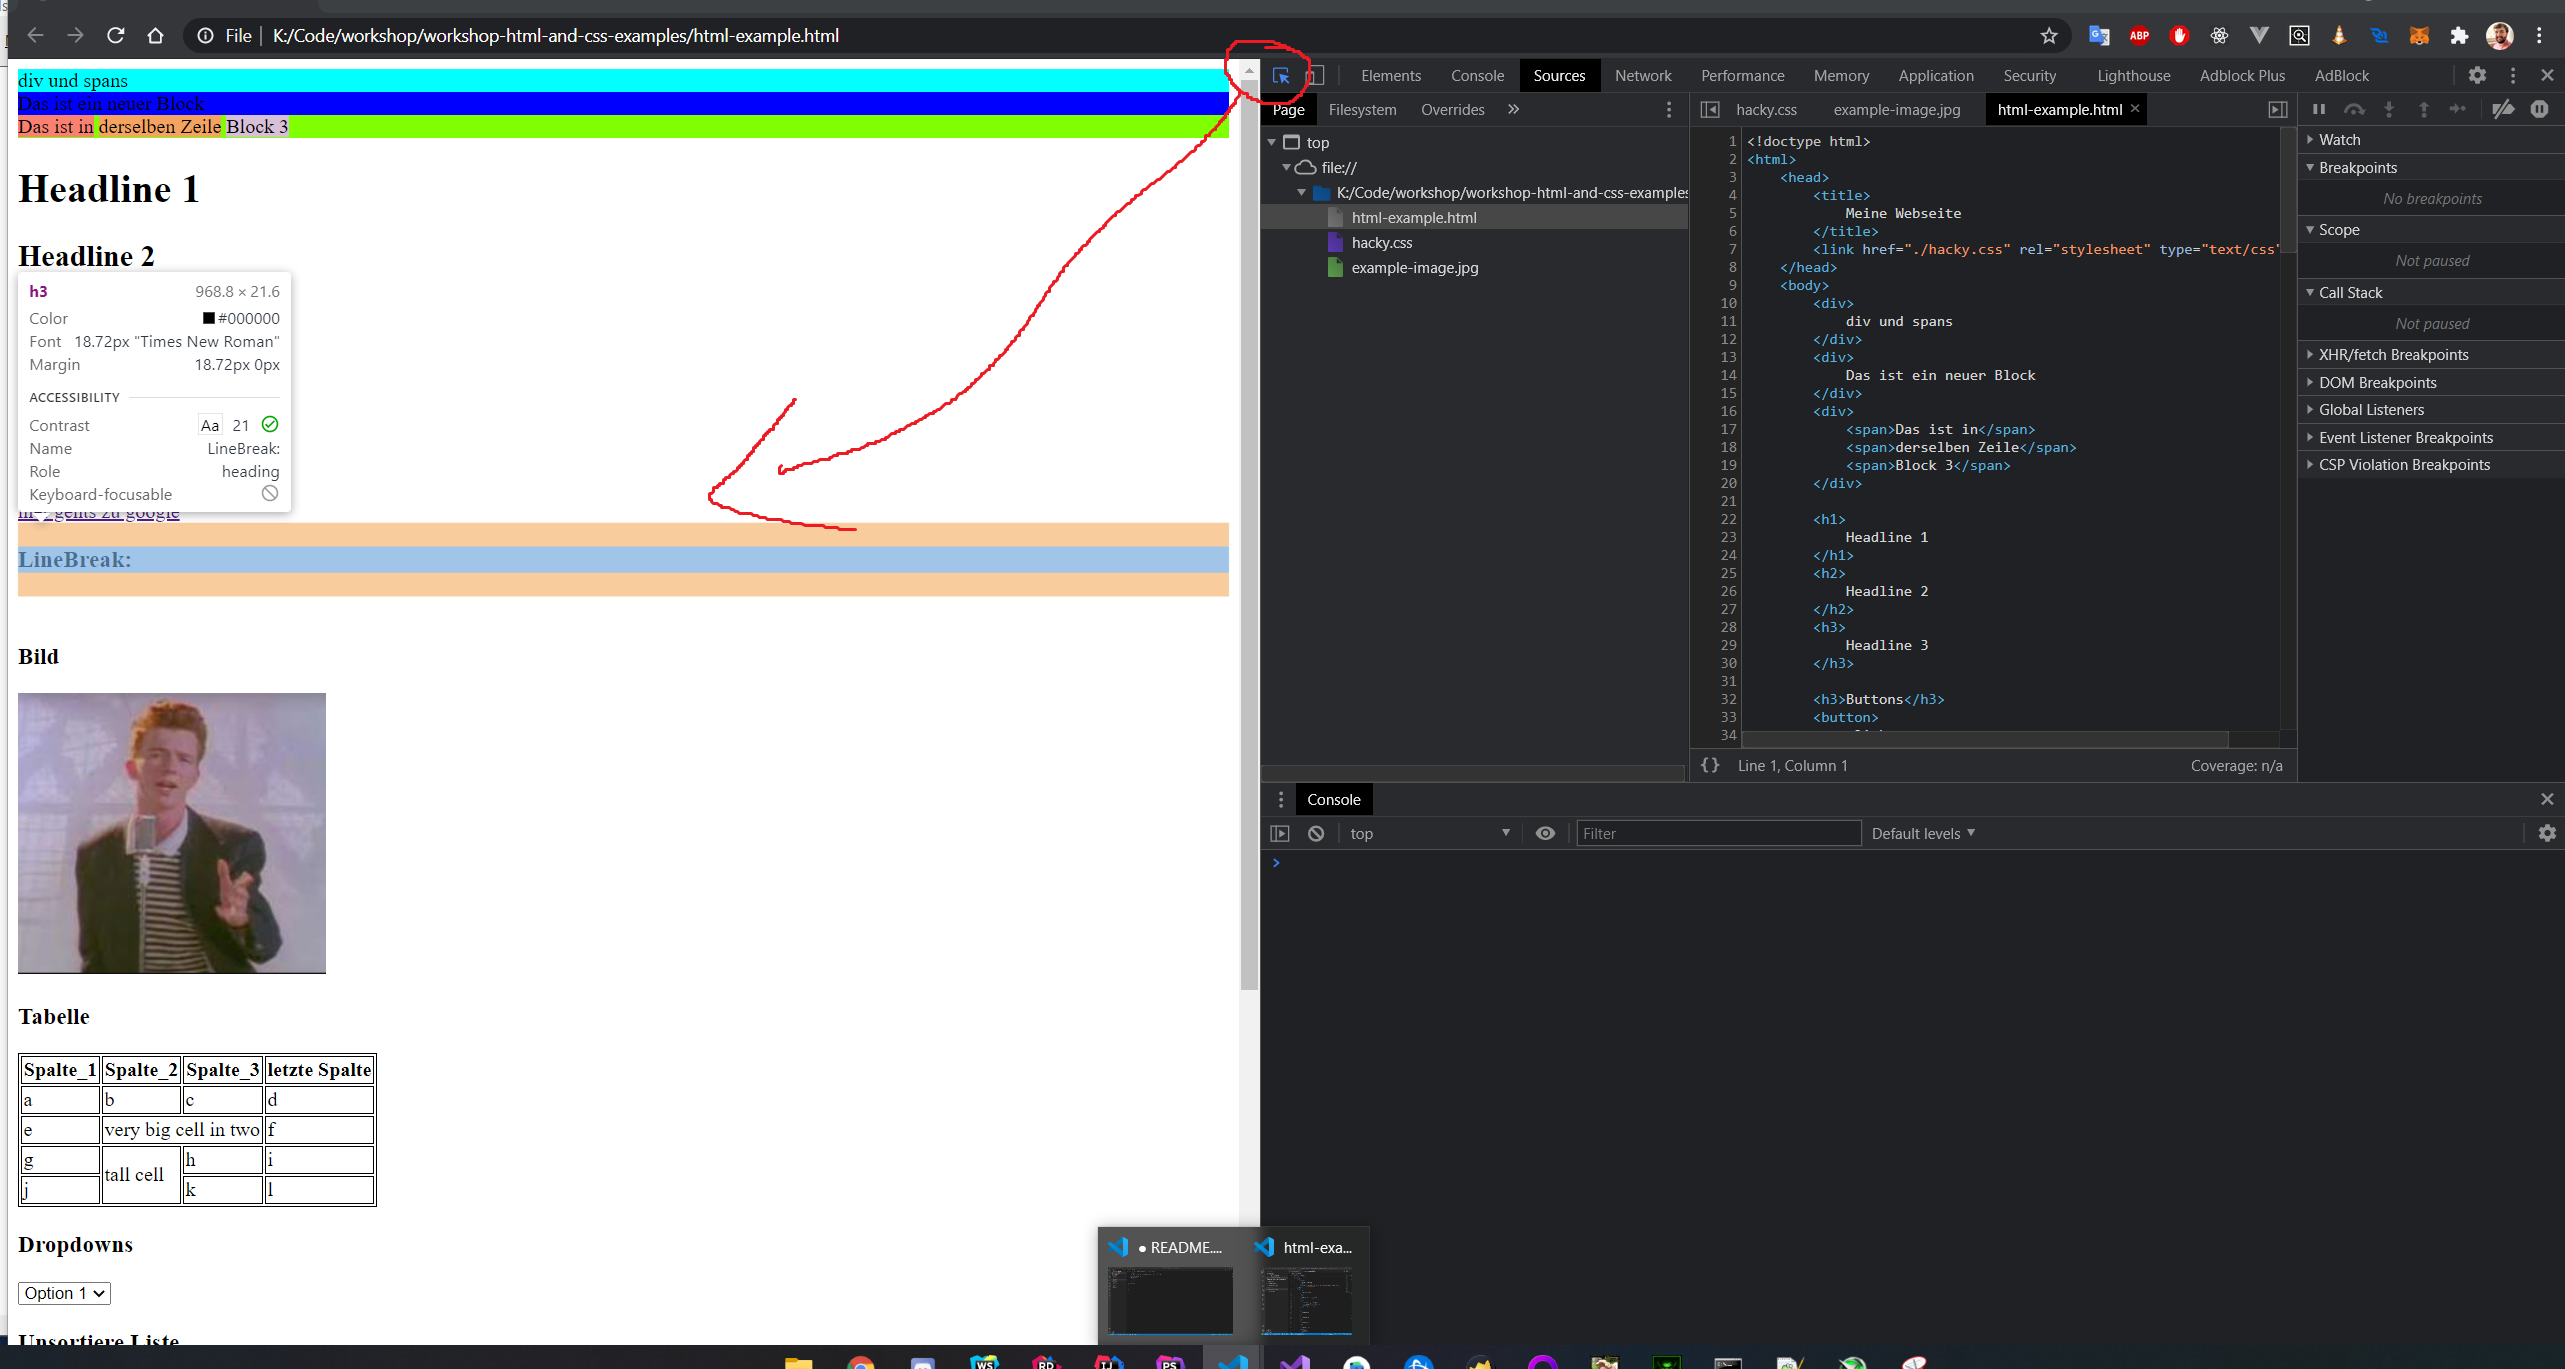 File | K:/Code/workshop/workshop-html-and-css-examples/html-example.html
ABP
div und spans
Das ist ein neuer Block
Das ist in derselben Zeile Block 3
Headline 1
Headline 2
h3 968.8 × 21.6
Color #000000
Font 18.72px "Times New Roman"
Margin 18.72px 0px
ACCESSIBILITY
Contrast Aa 21
Name LineBreak:
Role heading
Keyboard-focusable
zu google
LineBreak:
Bild
Tabelle
Spalte_1 Spalte_2 Spalte_3 letzte Spalte
a b c d
e very big cell in two f
g tall cell h i
j k l
Dropdowns
Option 1
Unsortiere Liste
Elements Console Sources Network Performance Memory Application Security Lighthouse Adblock Plus AdBlock
Page Filesystem Overrides »
top
file://
K:/Code/workshop/workshop-html-and-css-examples
html-example.html
hacky.css
example-image.jpg
hacky.css example-image.jpg html-example.html ×
1 <!doctype html>
2 <html>
3 <head>
4 <title>
5 Meine Webseite
6 </title>
7 <link href="./hacky.css" rel="stylesheet" type="text/css"
8 </head>
9 <body>
10 <div>
11 div und spans
12 </div>
13 <div>
14 Das ist ein neuer Block
15 </div>
16 <div>
17 <span>Das ist in</span>
18 <span>derselben Zeile</span>
19 <span>Block 3</span>
20 </div>
21
22 <h1>
23 Headline 1
24 </h1>
25 <h2>
26 Headline 2
27 </h2>
28 <h3>
29 Headline 3
30 </h3>
31
32 <h3>Buttons</h3>
33 <button>
34
{} Line 1, Column 1 Coverage: n/a
Watch
Breakpoints
No breakpoints
Scope
Not paused
Call Stack
Not paused
XHR/fetch Breakpoints
DOM Breakpoints
Global Listeners
Event Listener Breakpoints
CSP Violation Breakpoints
Console
top Filter Default levels
>
● README.... html-exa...
WS RD IJ PS